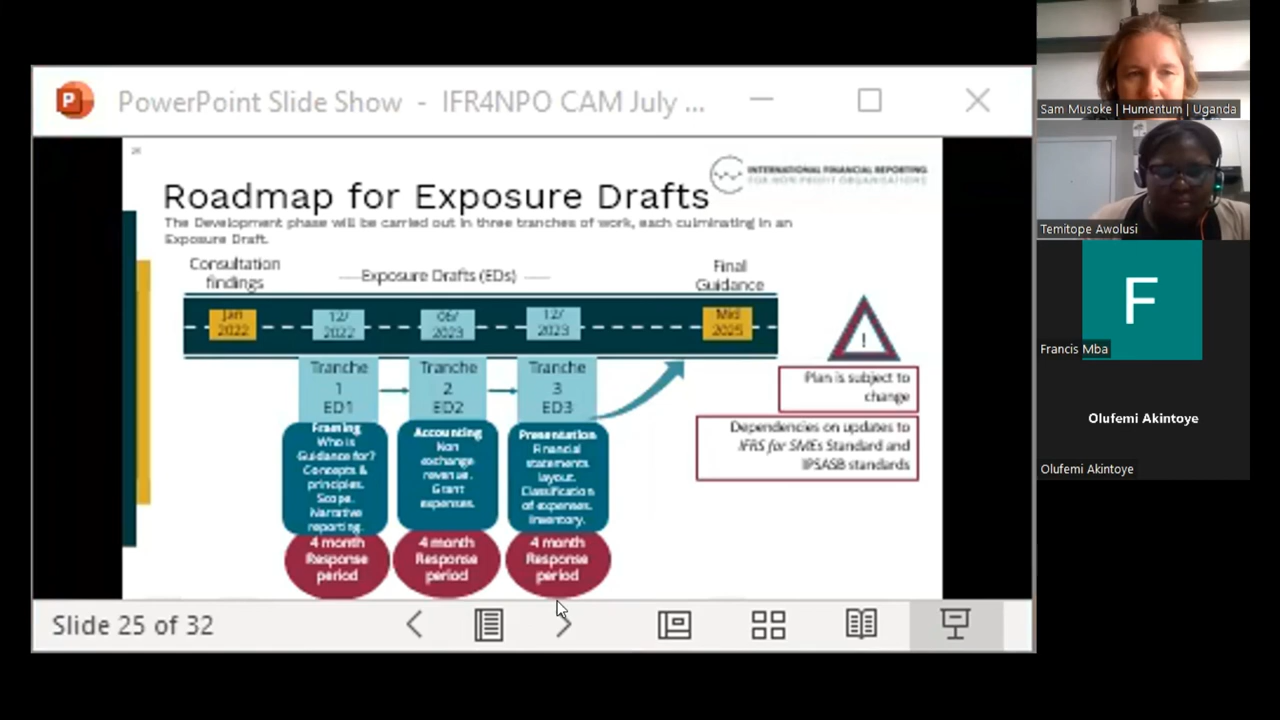 PowerPoint Slide Show - IFR4NPO CAM July ...
INTERNATIONAL FINANCIAL REPORTING
FOR NON PROFIT ORGANISATIONS
Roadmap for Exposure Drafts
The Development phase will be carried out in three tranches of work, each culminating in an
Exposure Draft.
Consultation
findings
Exposure Drafts (EDs)
Final
Guidance
Jan
2022
12/
2022
06/
2023
12/
2023
Mid
2025
Tranche
1
ED1
Tranche
2
ED2
Tranche
3
ED3
Framing
Who is
Guidance for?
Concepts &
principles.
Scope.
Narrative
reporting.
Accounting
Non
exchange
revenue.
Grant
expenses.
Presentation
Financial
statements
layout.
Classification
of expenses.
Inventory.
4 month
Response
period
4 month
Response
period
4 month
Response
period
!
Plan is subject to
change
Dependencies on updates to
IFRS for SMEs Standard and
IPSASB standards
Slide 25 of 32
Sam Musoke | Humentum | Uganda
Temitope Awolusi
F
Francis Mba
Olufemi Akintoye
Olufemi Akintoye